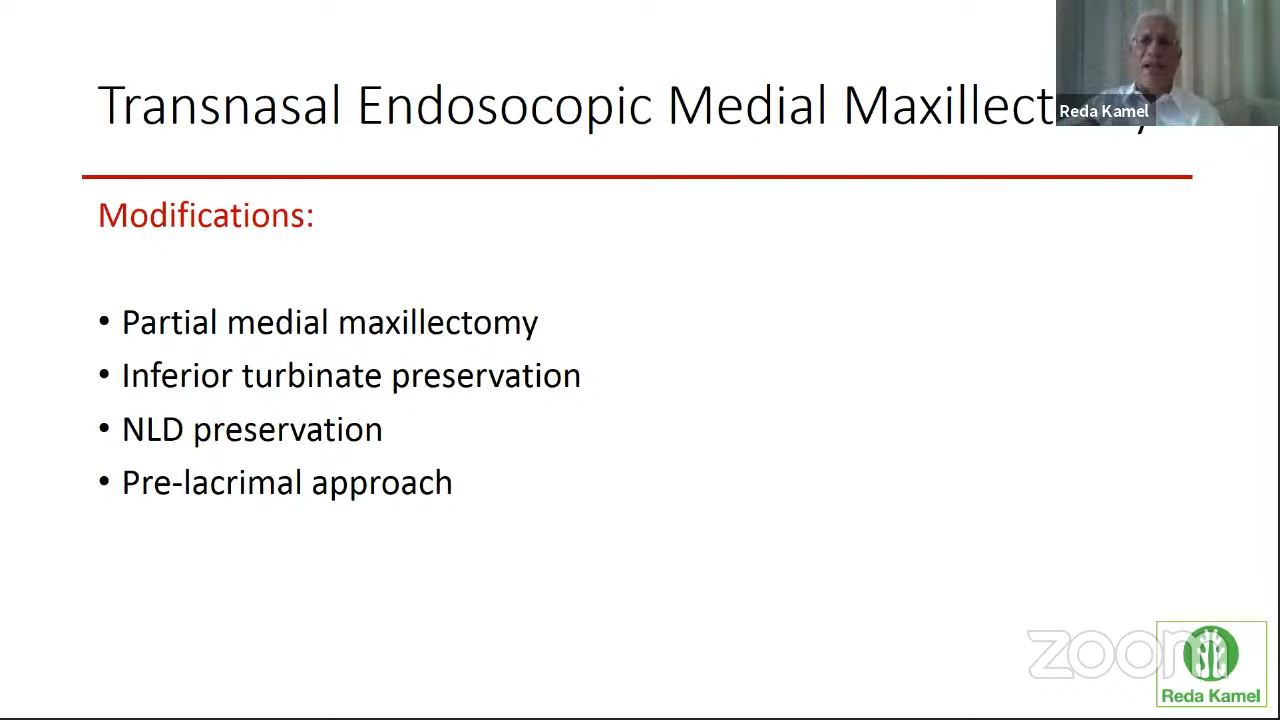 Transnasal Endosocopic Medial Maxillect
Reda Kamel
Modifications:
• Partial medial maxillectomy
• Inferior turbinate preservation
• NLD preservation
• Pre-lacrimal approach
zoom
Reda Kamel